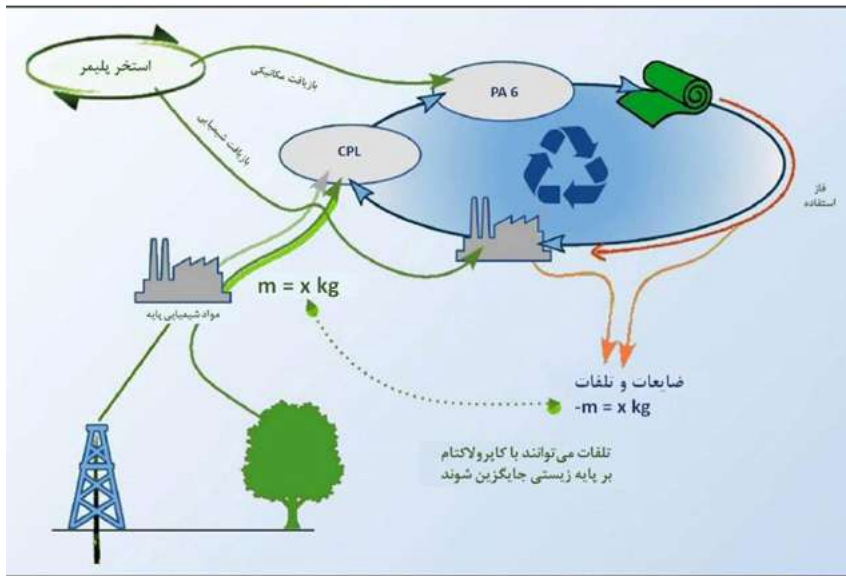 استخر پلیمر
بازیافت مکانیکی
PA 6
بازیافت شیمیایی
CPL
فاز
استفاده
m = x kg
مواد شیمیایی پایه
ضایعات و تلفات
-m = x kg
تلفات می‌توانند با کاپرولاکتام
بر پایه زیستی جایگزین شوند